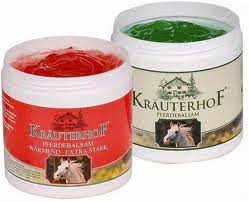 KRÄUTERHOF®
PFERDEBALSAM
WÄRMEND · EXTRA STARK
KRÄUTERHOF®
PFERDEBALSAM